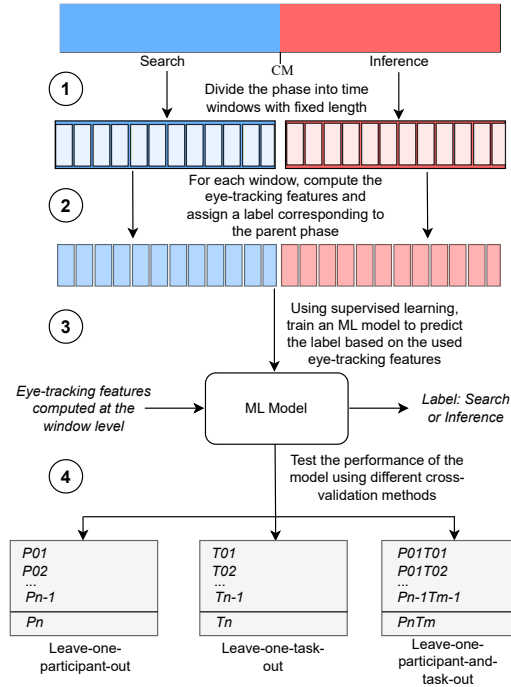 Search
CM
Inference
1
Divide the phase into time
windows with fixed length
2
For each window, compute the
eye-tracking features and
assign a label corresponding to
the parent phase
3
Using supervised learning,
train an ML model to predict
the label based on the used
eye-tracking features
Eye-tracking features
computed at the
window level
ML Model
Label: Search
or Inference
4
Test the performance of the
model using different cross-
validation methods
P01
P02
...
Pn-1
Pn
Leave-one-
participant-out
T01
T02
...
Tn-1
Tn
Leave-one-task-
out
P01T01
P01T02
...
Pn-1Tm-1
PnTm
Leave-one-
participant-and-
task-out